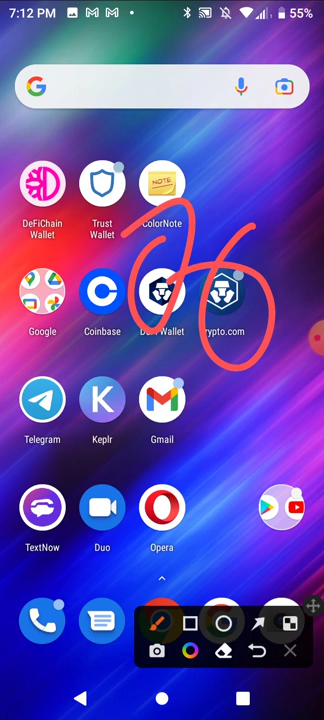 7:12 PM 55%
DeFiChain Wallet
Trust Wallet
NOTE
ColorNote
Google
Coinbase
Wallet
crypto.com
Telegram
K
Keplr
Gmail
TextNow
Duo
Opera